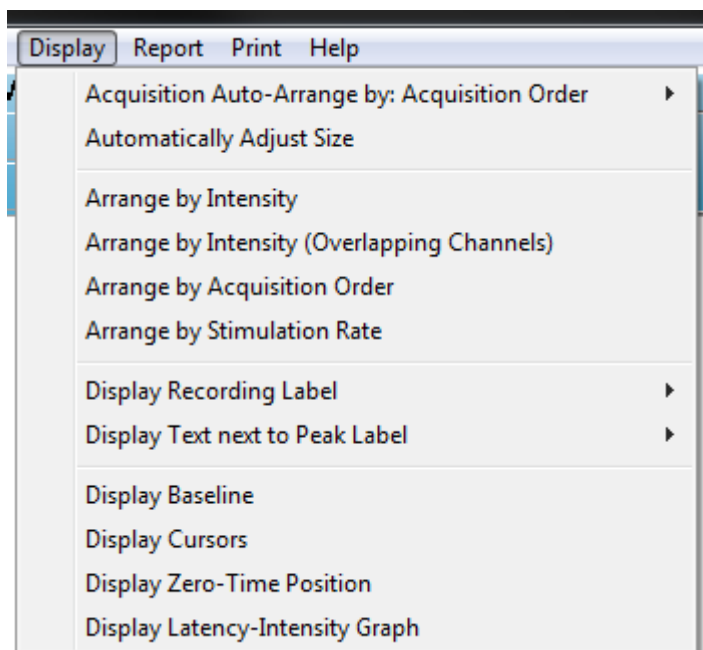 Display Report Print Help
Acquisition Auto-Arrange by: Acquisition Order
Automatically Adjust Size
Arrange by Intensity
Arrange by Intensity (Overlapping Channels)
Arrange by Acquisition Order
Arrange by Stimulation Rate
Display Recording Label
Display Text next to Peak Label
Display Baseline
Display Cursors
Display Zero-Time Position
Display Latency-Intensity Graph